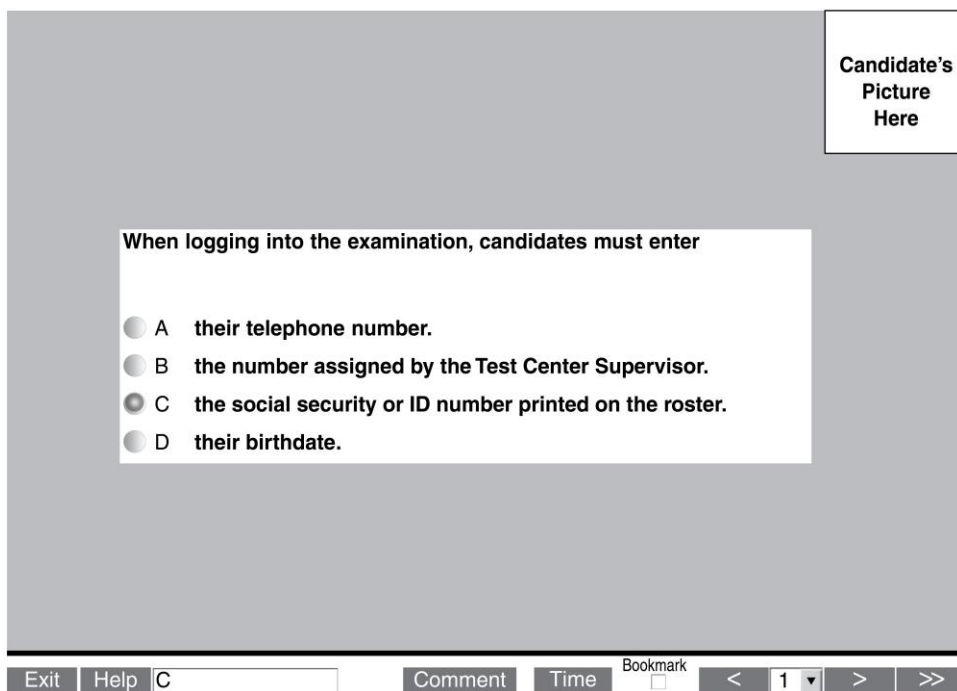 Candidate's
Picture
Here
When logging into the examination, candidates must enter
A their telephone number.
B the number assigned by the Test Center Supervisor.
C the social security or ID number printed on the roster.
D their birthdate.
Bookmark
Exit Help C Comment Time < 1 > >>